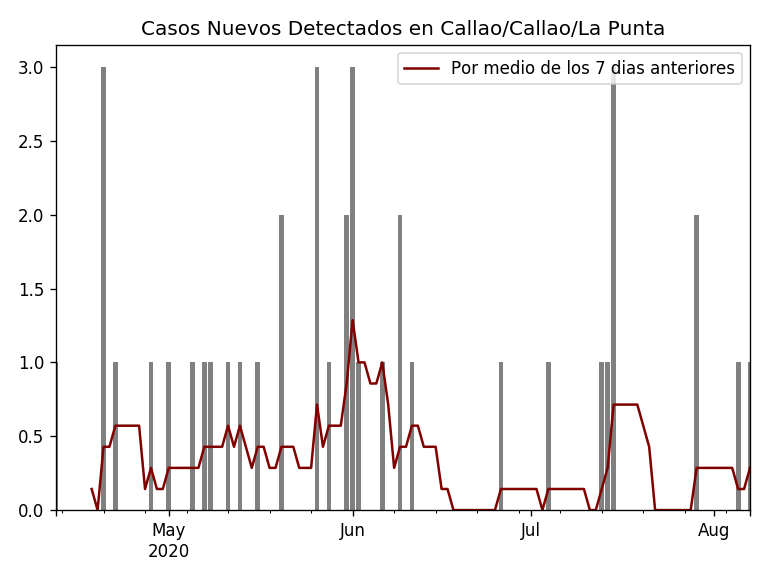 Casos Nuevos Detectados en Callao/Callao/La Punta
Por medio de los 7 dias anteriores
3.0
2.5
2.0
1.5
1.0
0.5
0.0
May
2020
Jun
Jul
Aug